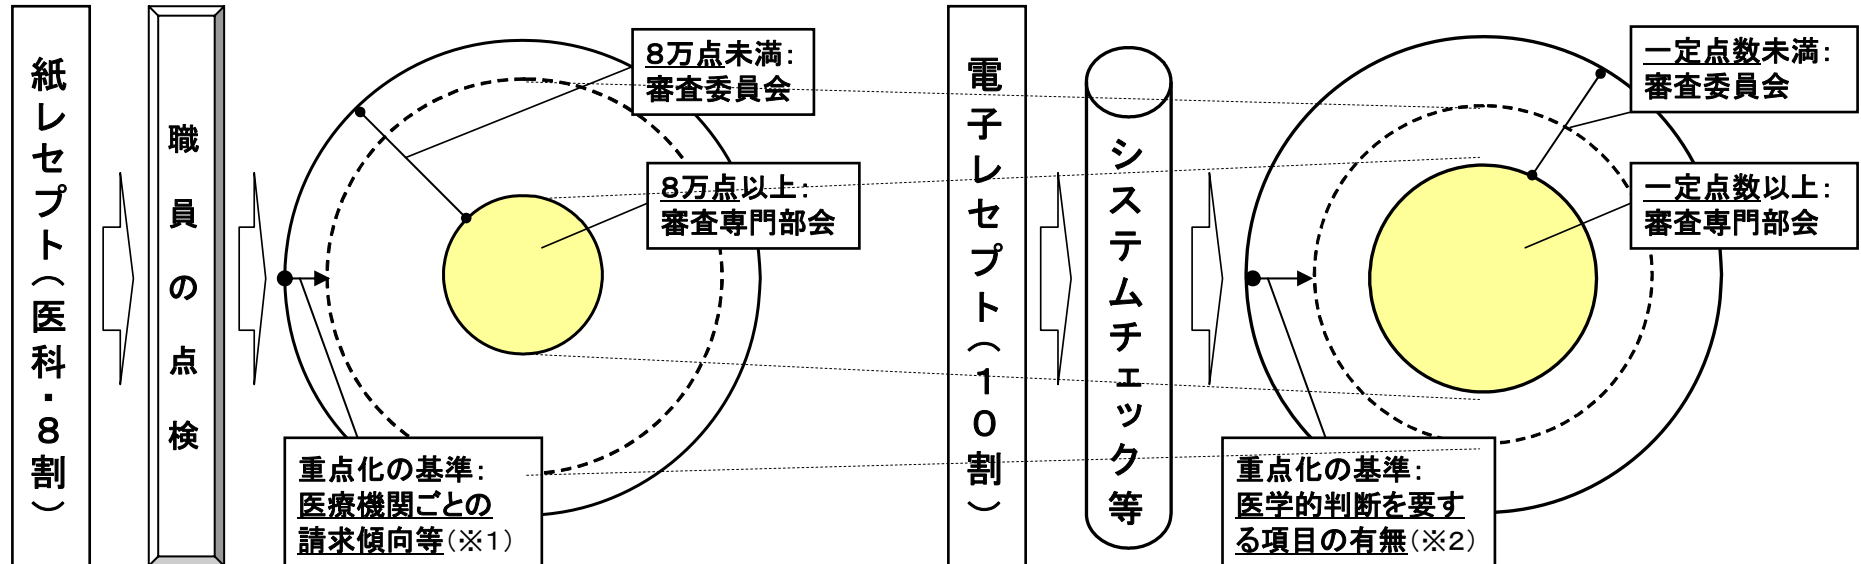 紙レセプト（医科・８割）
職員の点検
８万点未満：
審査委員会
８万点以上：
審査専門部会
重点化の基準：
医療機関ごとの
請求傾向等（※１）
電子レセプト（１０割）
システムチェック等
一定点数未満：
審査委員会
一定点数以上：
審査専門部会
重点化の基準：
医学的判断を要す
る項目の有無（※２）